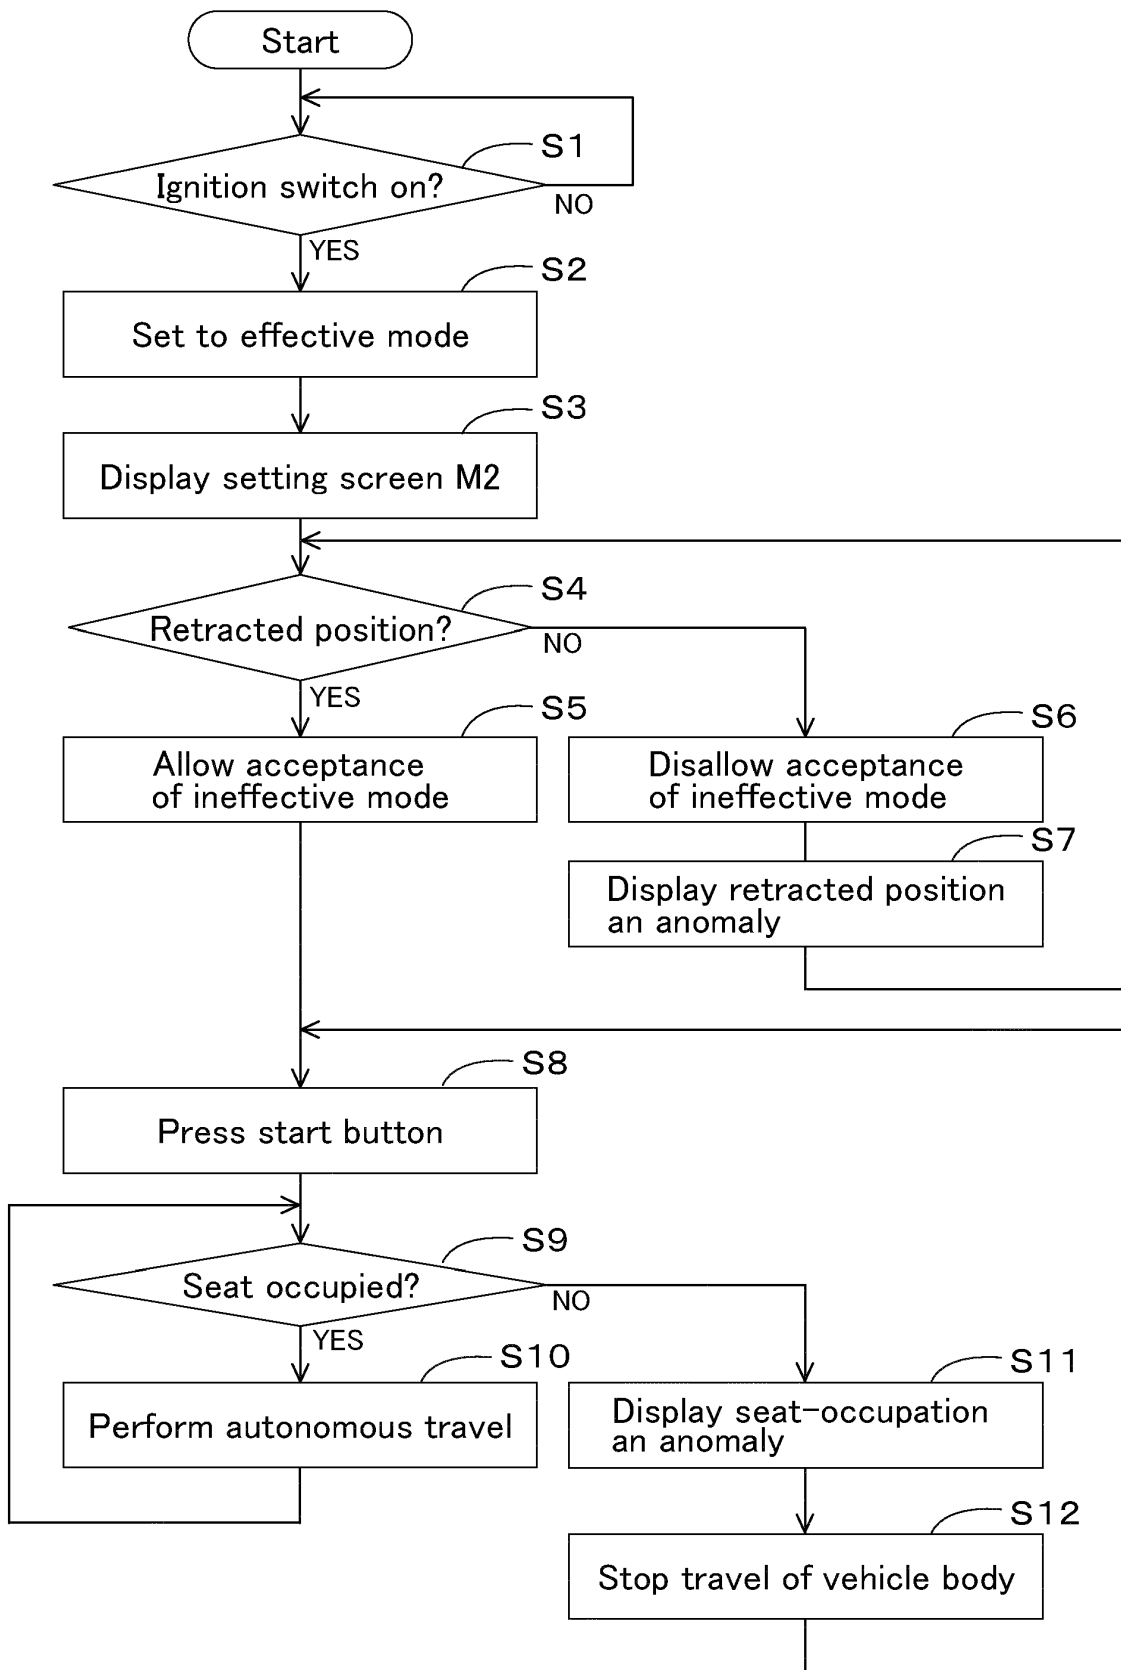 Start
S1
Ignition switch on?
NO
YES
S2
Set to effective mode
S3
Display setting screen M2
S4
Retracted position?
NO
YES
S5
Allow acceptance
of ineffective mode
S6
Disallow acceptance
of ineffective mode
S7
Display retracted position
an anomaly
S8
Press start button
S9
Seat occupied?
NO
YES
S10
Perform autonomous travel
S11
Display seat-occupation
an anomaly
S12
Stop travel of vehicle body